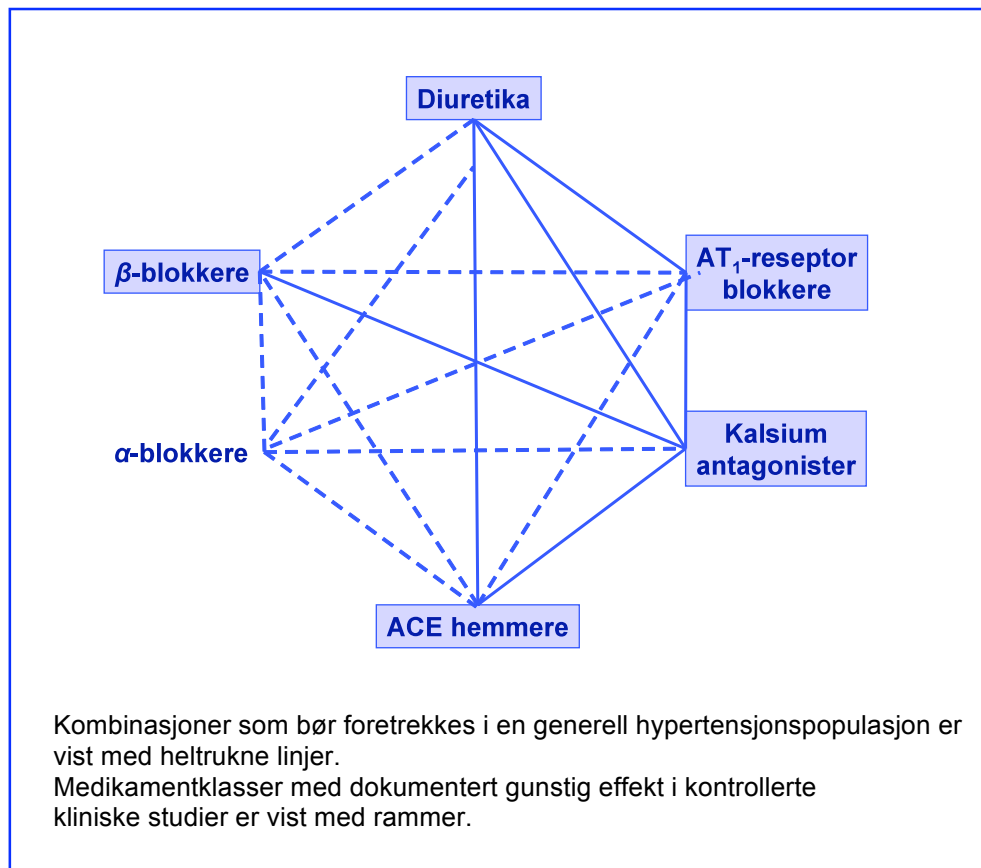 Diuretika
β-blokkere
AT₁-reseptor
blokkere
α-blokkere
Kalsium
antagonister
ACE hemmere
Kombinasjoner som bør foretrekkes i en generell hypertensjonspopulasjon er
vist med heltrukne linjer.
Medikamentklasser med dokumentert gunstig effekt i kontrollerte
kliniske studier er vist med rammer.